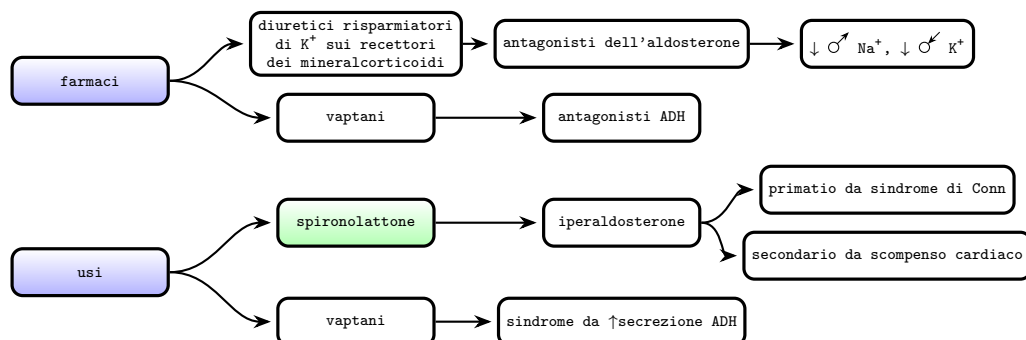 diuretici risparmiatori
di K⁺ sui recettori
dei mineralcorticoidi
antagonisti dell'aldosterone
↓ ♂ Na⁺, ↓ K⁺
farmaci
vaptani
antagonisti ADH
primatio da sindrome di Conn
spironolattone
iperaldosterone
secondario da scompenso cardiaco
usi
vaptani
sindrome da ↑secrezione ADH